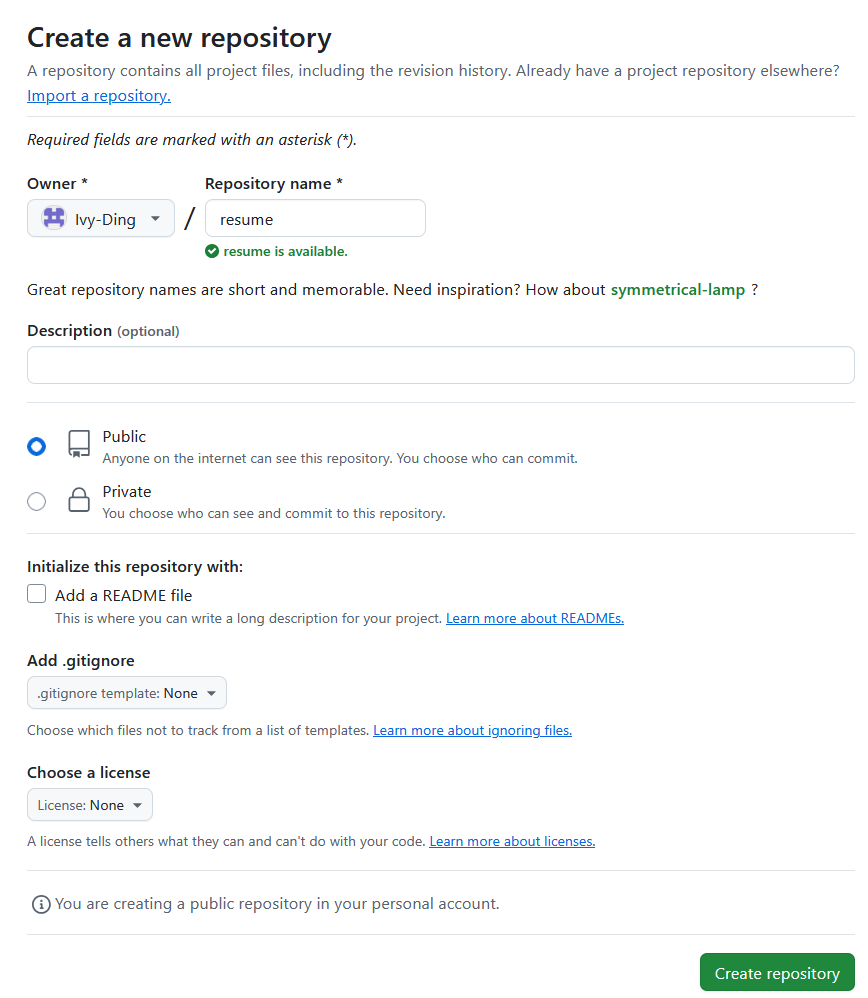 Create a new repository
A repository contains all project files, including the revision history. Already have a project repository elsewhere?
Import a repository.
Required fields are marked with an asterisk (*).
Owner *
Repository name *
Ivy-Ding
/
resume
resume is available.
Great repository names are short and memorable. Need inspiration? How about symmetrical-lamp ?
Description (optional)
Public
Anyone on the internet can see this repository. You choose who can commit.
Private
You choose who can see and commit to this repository.
Initialize this repository with:
Add a README file
This is where you can write a long description for your project. Learn more about READMEs.
Add .gitignore
.gitignore template: None
Choose which files not to track from a list of templates. Learn more about ignoring files.
Choose a license
License: None
A license tells others what they can and can't do with your code. Learn more about licenses.
You are creating a public repository in your personal account.
Create repository